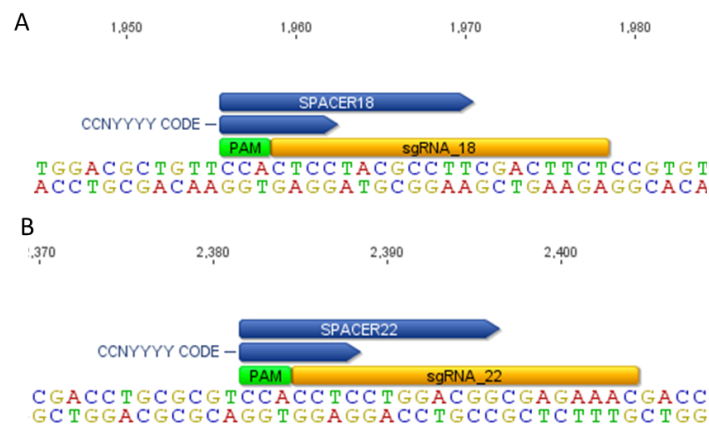 A
1,950 1,960 1,970 1,980
SPACER18
CCNYYYY CODE
PAM sgRNA_18
TGGACGCTGTTCCACTCCTACGCCTTCGACTTCTCCGTGT
ACCTGCGACAAGGTGAGGATGCGGAAGCTGAAGAGGCACA
B
,370 2,380 2,390 2,400
SPACER22
CCNYYYY CODE
PAM sgRNA_22
CGACCTGCGCGTCCACCTCCTGGACGGCGAGAAACGACC
GCTGGACGCGCAGGTGGAGGACCTGCCGCTCTTTGCTGG